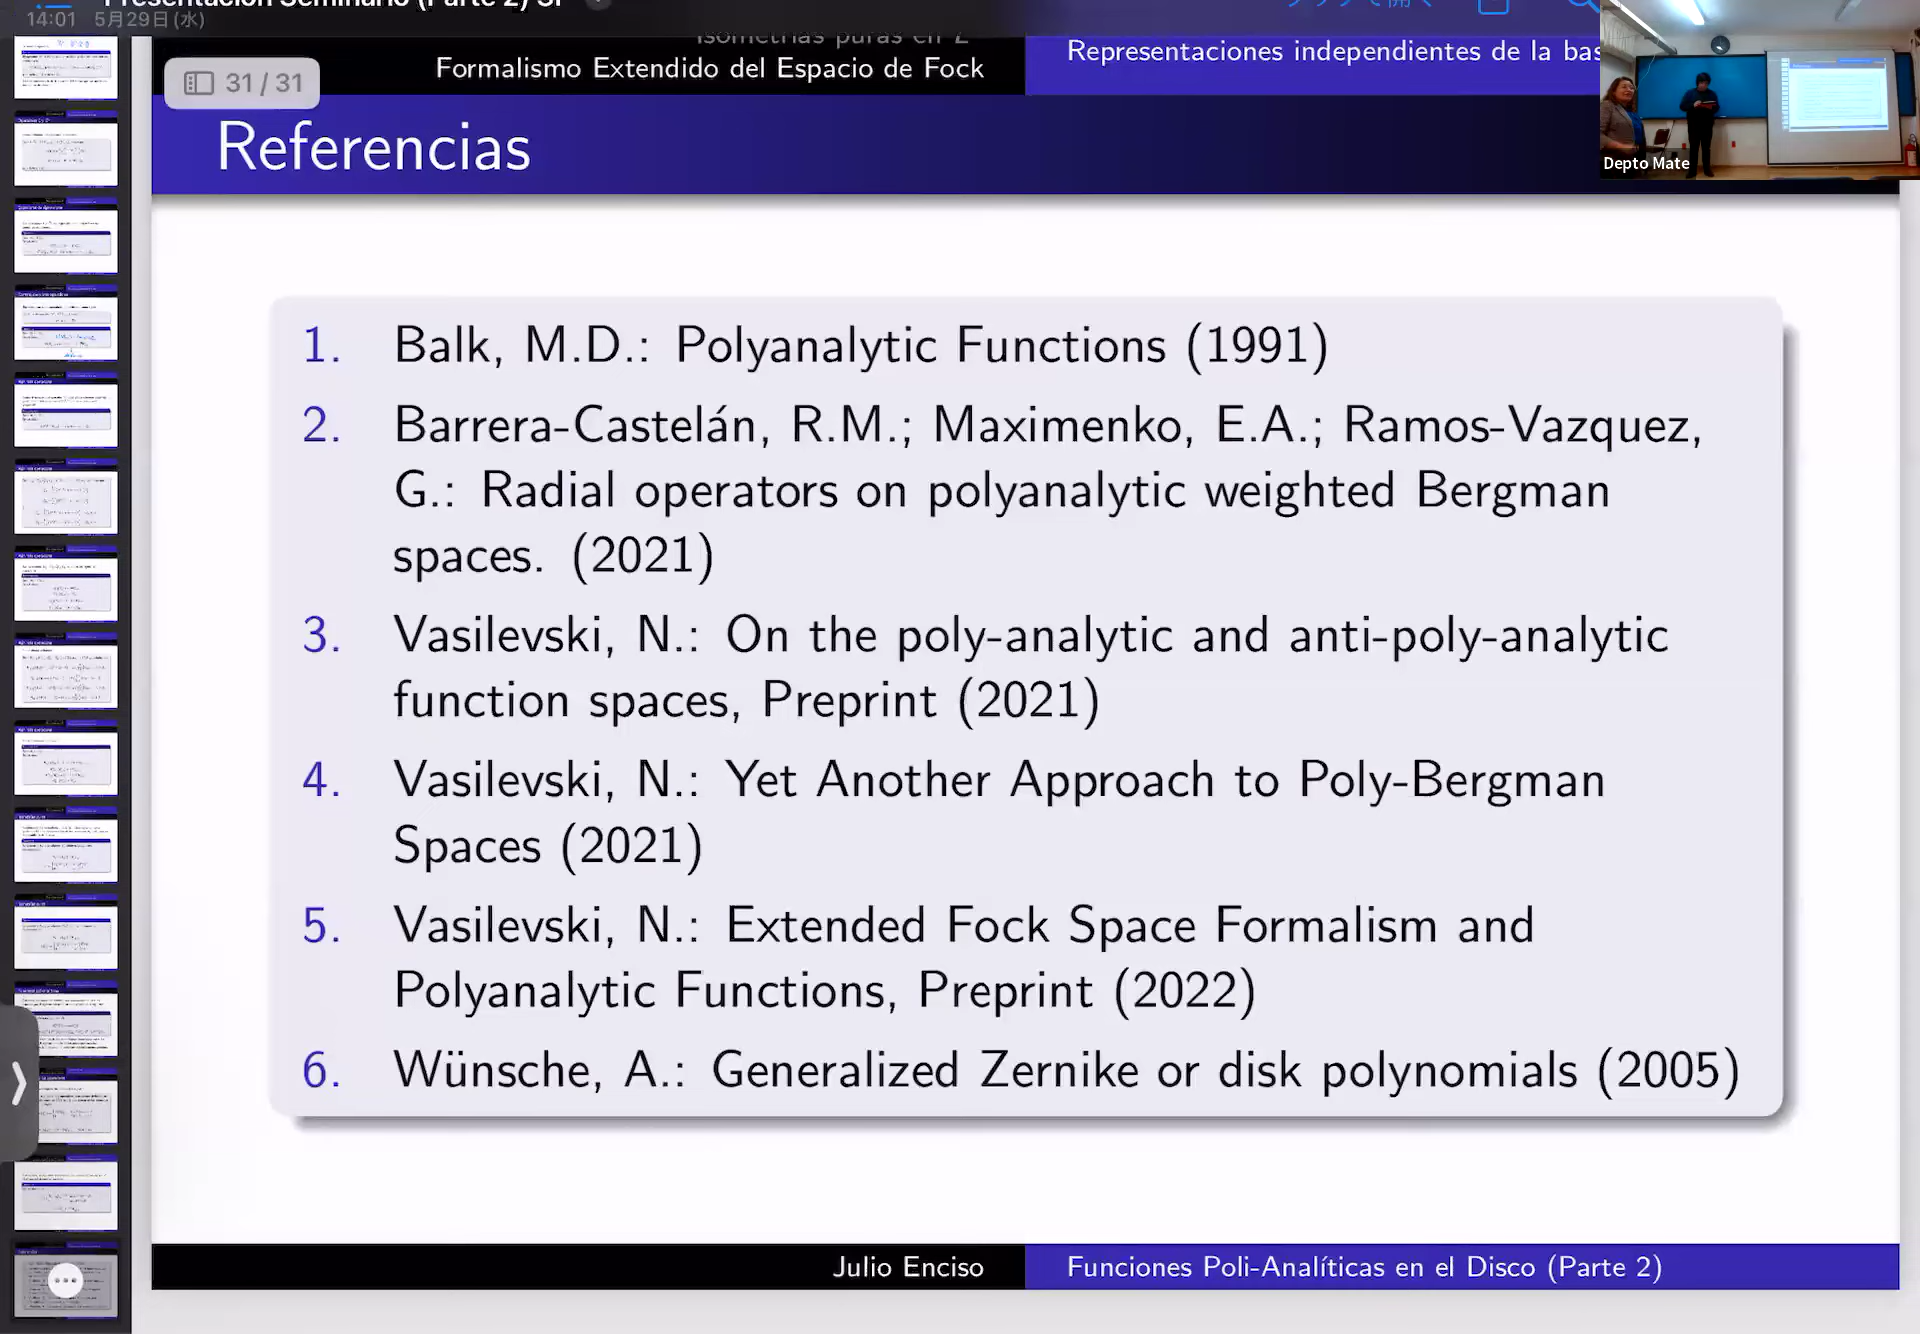 14:01 5月29日(水)
31 / 31
Formalismo Extendido del Espacio de Fock
Representaciones independientes de la bas
Depto Mate
Referencias
1. Balk, M.D.: Polyanalytic Functions (1991)
2. Barrera-Castelán, R.M.; Maximenko, E.A.; Ramos-Vazquez,
G.: Radial operators on polyanalytic weighted Bergman
spaces. (2021)
3. Vasilevski, N.: On the poly-analytic and anti-poly-analytic
function spaces, Preprint (2021)
4. Vasilevski, N.: Yet Another Approach to Poly-Bergman
Spaces (2021)
5. Vasilevski, N.: Extended Fock Space Formalism and
Polyanalytic Functions, Preprint (2022)
6. Wünsche, A.: Generalized Zernike or disk polynomials (2005)
Julio Enciso
Funciones Poli-Analíticas en el Disco (Parte 2)